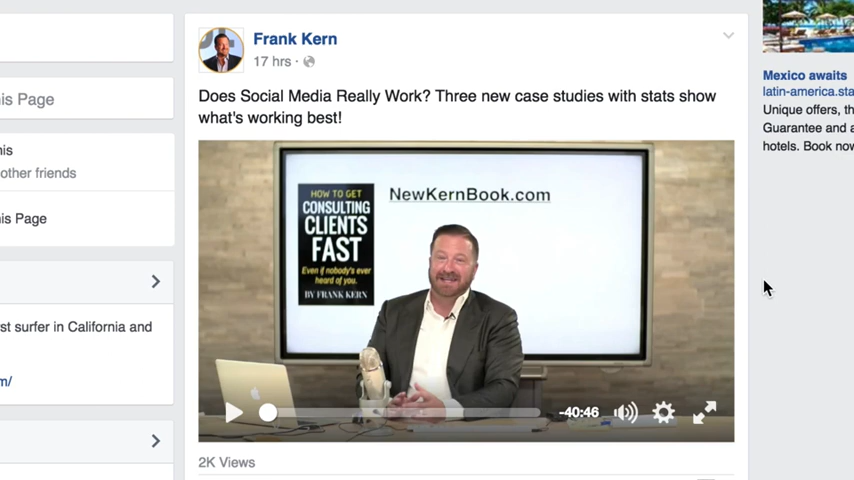 Frank Kern
17 hrs ·
Does Social Media Really Work? Three new case studies with stats show
what's working best!
HOW TO GET
CONSULTING
CLIENTS
FAST
Even if nobody's ever
heard of you.
BY FRANK KERN
NewKernBook.com
-40:46
2K Views
is Page
is
other friends
is Page
st surfer in California and
m/
Mexico awaits
latin-america.sta
Unique offers, th
Guarantee and a
hotels. Book now